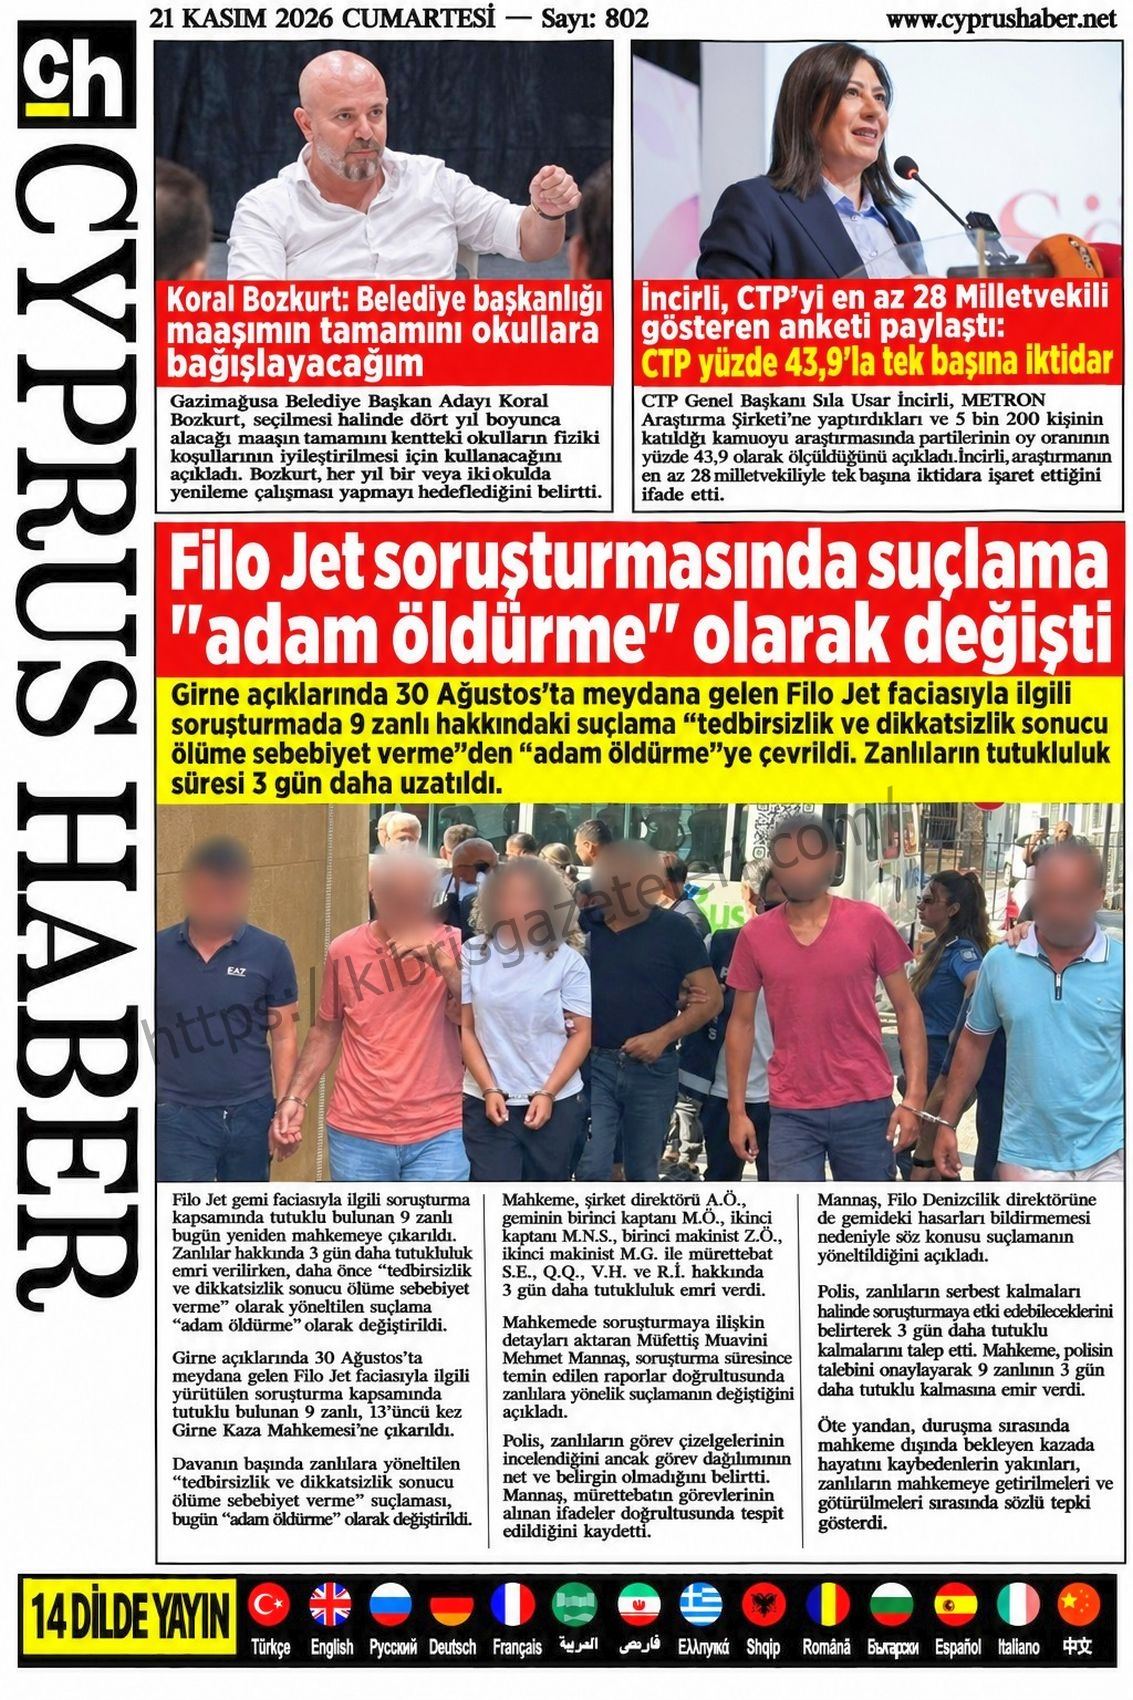 21 KASIM 2026 CUMARTESİ — Sayı: 802
www.cyprushaber.net
ch
CYPRUS HABER
Koral Bozkurt: Belediye başkanlığı
maaşımın tamamını okullara
bağışlayacağım
Gazimağusa Belediye Başkan Adayı Koral
Bozkurt, seçilmesi halinde dört yıl boyunca
alacağı maaşın tamamını kentteki okulların fiziki
koşullarının iyileştirilmesi için kullanacağını
açıkladı. Bozkurt, her yıl bir veya iki okulda
yenileme çalışması yapmayı hedeflediğini belirtti.
İncirli, CTP’yi en az 28 Milletvekili
gösteren anketi paylaştı:
CTP yüzde 43,9’la tek başına iktidar
CTP Genel Başkanı Sıla Usar İncirli, METRON
Araştırma Şirketi’ne yaptırdıkları ve 5 bin 200 kişinin
katıldğı kamuoyu araştırmasında partilerinin oy oranının
yüzde 43,9 olarak ölçüldüğünü açıkladı.İncirli, araştırmanın
en az 28 milletvekiliyle tek başına iktidara işaret ettiğini
ifade etti.
Filo Jet soruşturmasında suçlama
"adam öldürme" olarak değişti
Girne açıklarında 30 Ağustos’ta meydana gelen Filo Jet faciasıyla ilgili
soruşturmada 9 zanlı hakkındaki suçlama “tedbirsizlik ve dikkatsizlik sonucu
ölüme sebebiyet verme”den “adam öldürme”ye çevrildi. Zanlıların tutukluluk
süresi 3 gün daha uzatıldı.
EA7
https://kibrisgazeteleri.com/
Filo Jet gemi faciasıyla ilgili soruşturma
kapsamında tutuklu bulunan 9 zanlı
bugün yeniden mahkemeye çıkarıldı.
Zanlılar hakkında 3 gün daha tutukluluk
emri verilirken, daha önce “tedbirsizlik
ve dikkatsizlik sonucu ölüme sebebiyet
verme” olarak yöneltilen suçlama
“adam öldürme” olarak değiştirildi.
Girne açıklarında 30 Ağustos’ta
meydana gelen Filo Jet faciasıyla ilgili
yürütülen soruşturma kapsamında
tutuklu bulunan 9 zanlı, 13’üncü kez
Girne Kaza Mahkemesi’ne çıkarıldı.
Davanın başında zanlılara yöneltilen
“tedbirsizlik ve dikkatsizlik sonucu
ölüme sebebiyet verme” suçlaması,
bugün “adam öldürme” olarak değiştirildi.
Mahkeme, şirket direktörü A.Ö.,
geminin birinci kaptanı M.Ö., ikinci
kaptanı M.N.S., birinci makinist Z.Ö.,
ikinci makinist M.G. ile mürettebat
S.E., Q.Q., V.H. ve R.İ. hakkında
3 gün daha tutukluluk emri verdi.
Mahkemede soruşturmaya ilişkin
detayları aktaran Müfettiş Muavini
Mehmet Mannaş, soruşturma süresince
temin edilen raporlar doğrultusunda
zanlılara yönelik suçlamanın değiştiğini
açıkladı.
Polis, zanlıların görev çizelgelerinin
incelendiğini ancak görev dağılımının
net ve belirgin olmadığını belirtti.
Mannaş, mürettebatın görevlerinin
alınan ifadeler doğrultusunda tespit
edildiğini kaydetti.
Mannaş, Filo Denizcilik direktörüne
de gemideki hasarları bildirmemesi
nedeniyle söz konusu suçlamanın
yöneltildiğini açıkladı.
Polis, zanlıların serbest kalmaları
halinde soruşturmaya etki edebileceklerini
belirterek 3 gün daha tutuklu
kalmalarını talep etti. Mahkeme, polisin
talebini onaylayarak 9 zanlının 3 gün
daha tutuklu kalmasına emir verdi.
Öte yandan, duruşma sırasında
mahkeme dışında bekleyen kazada
hayatını kaybedenlerin yakınları,
zanlıların mahkemeye getirilmeleri ve
götürülmeleri sırasında sözlü tepki
gösterdi.
14 DİLDE YAYIN
Türkçe English Русский Deutsch Français العربية فارسی Ελληνικά Shqip Română Български Español Italiano 中文